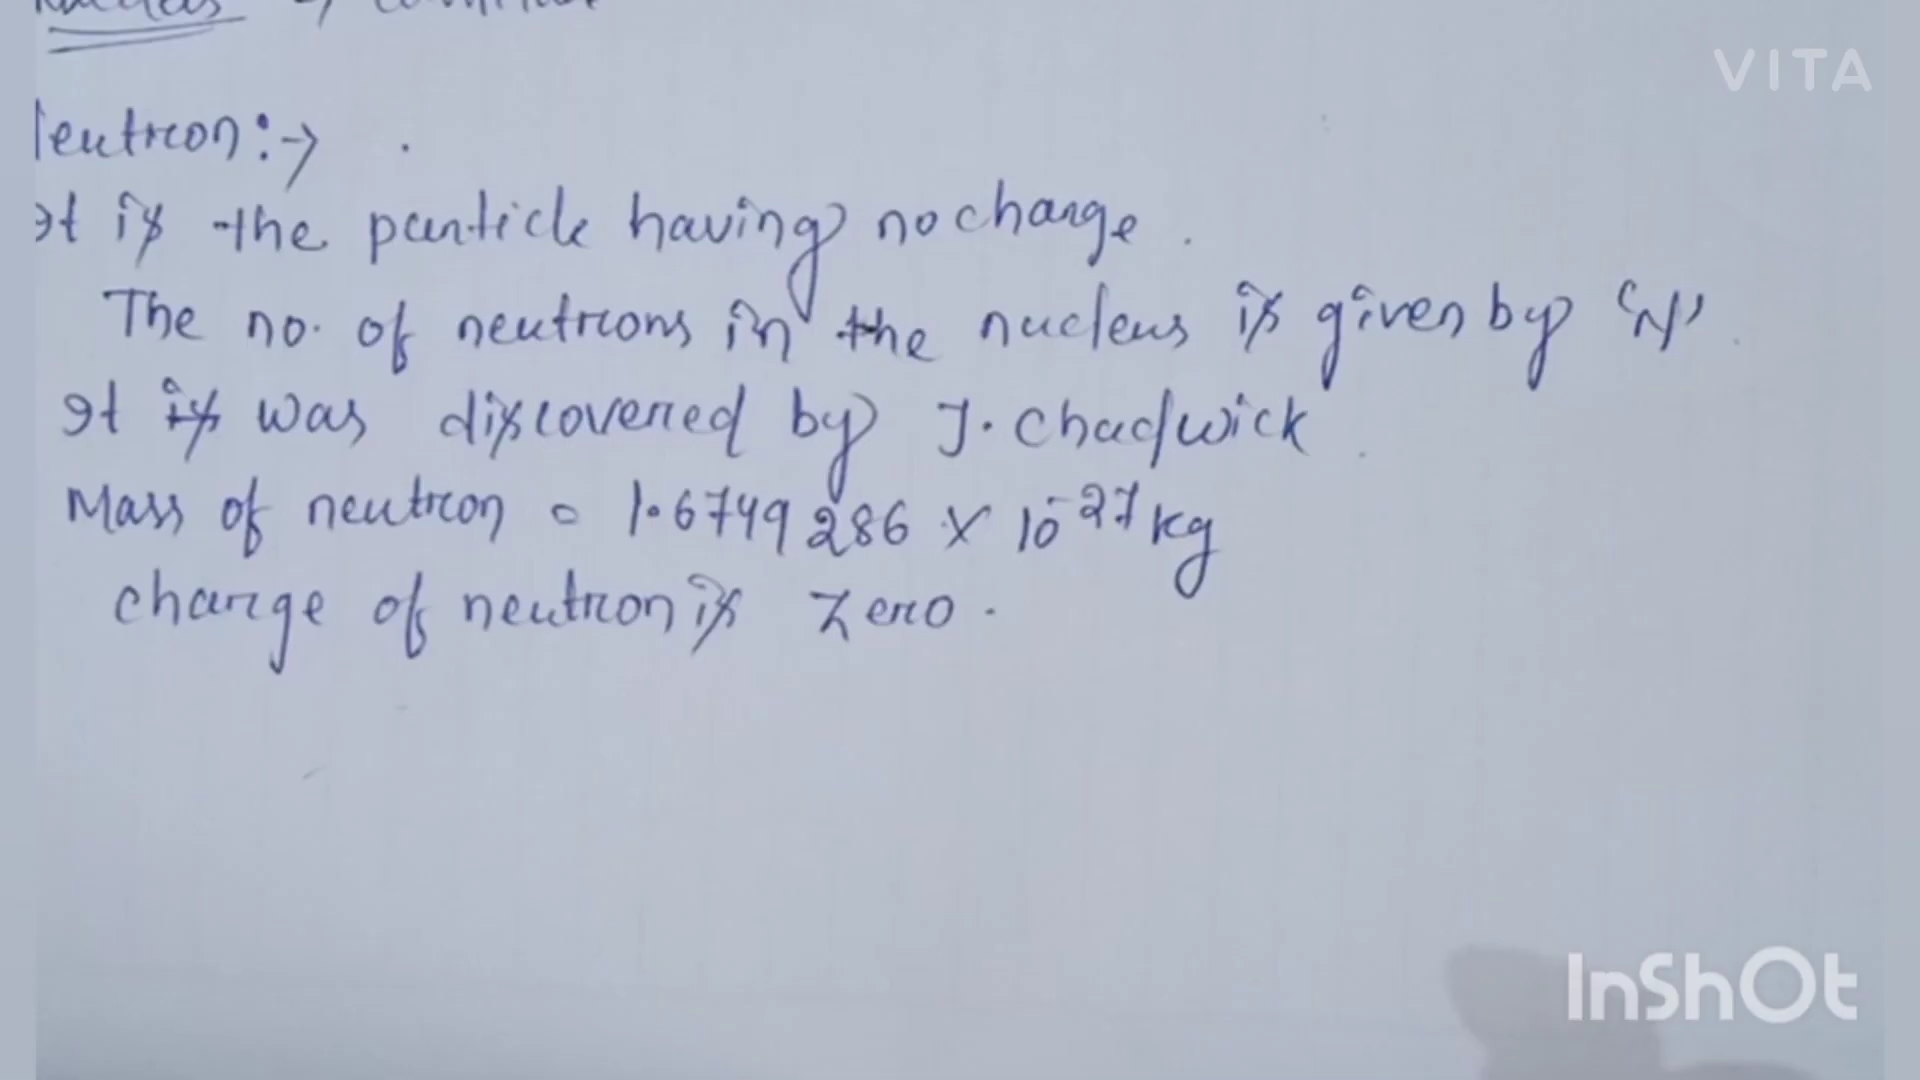 VITA
Neutron :→
It is the particle having no charge.
The no. of neutrons in the nucleus is given by 'N'.
It is was discovered by J. Chadwick
Mass of neutron = 1.6749286 × 10-27 kg
charge of neutron is Zero.
InShOt